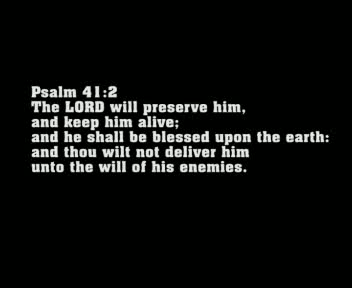 Psalm 41:2
The LORD will preserve him,
and keep him alive;
and he shall be blessed upon the earth:
and thou wilt not deliver him
unto the will of his enemies.